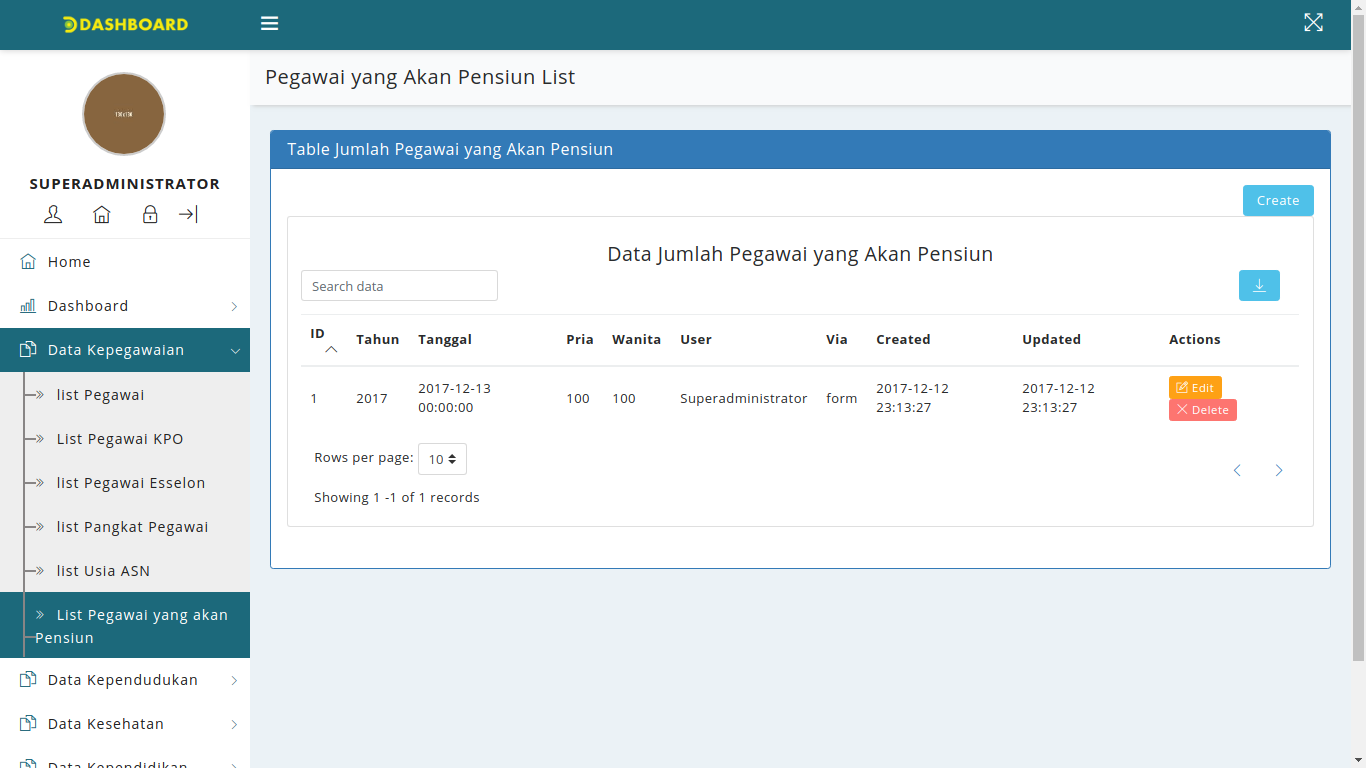 DASHBOARD
Pegawai yang Akan Pensiun List
SUPERADMINISTRATOR
Home
Dashboard
Data Kepegawaian
list Pegawai
List Pegawai KPO
list Pegawai Esselon
list Pangkat Pegawai
list Usia ASN
List Pegawai yang akan
Pensiun
Data Kependudukan
Data Kesehatan
Data Kependidikan
Table Jumlah Pegawai yang Akan Pensiun
Create
Data Jumlah Pegawai yang Akan Pensiun
Search data
ID Tahun Tanggal Pria Wanita User Via Created Updated Actions
1 2017 2017-12-13 00:00:00 100 100 Superadministrator form 2017-12-12 23:13:27 2017-12-12 23:13:27 Edit
Delete
Rows per page: 10
Showing 1 -1 of 1 records